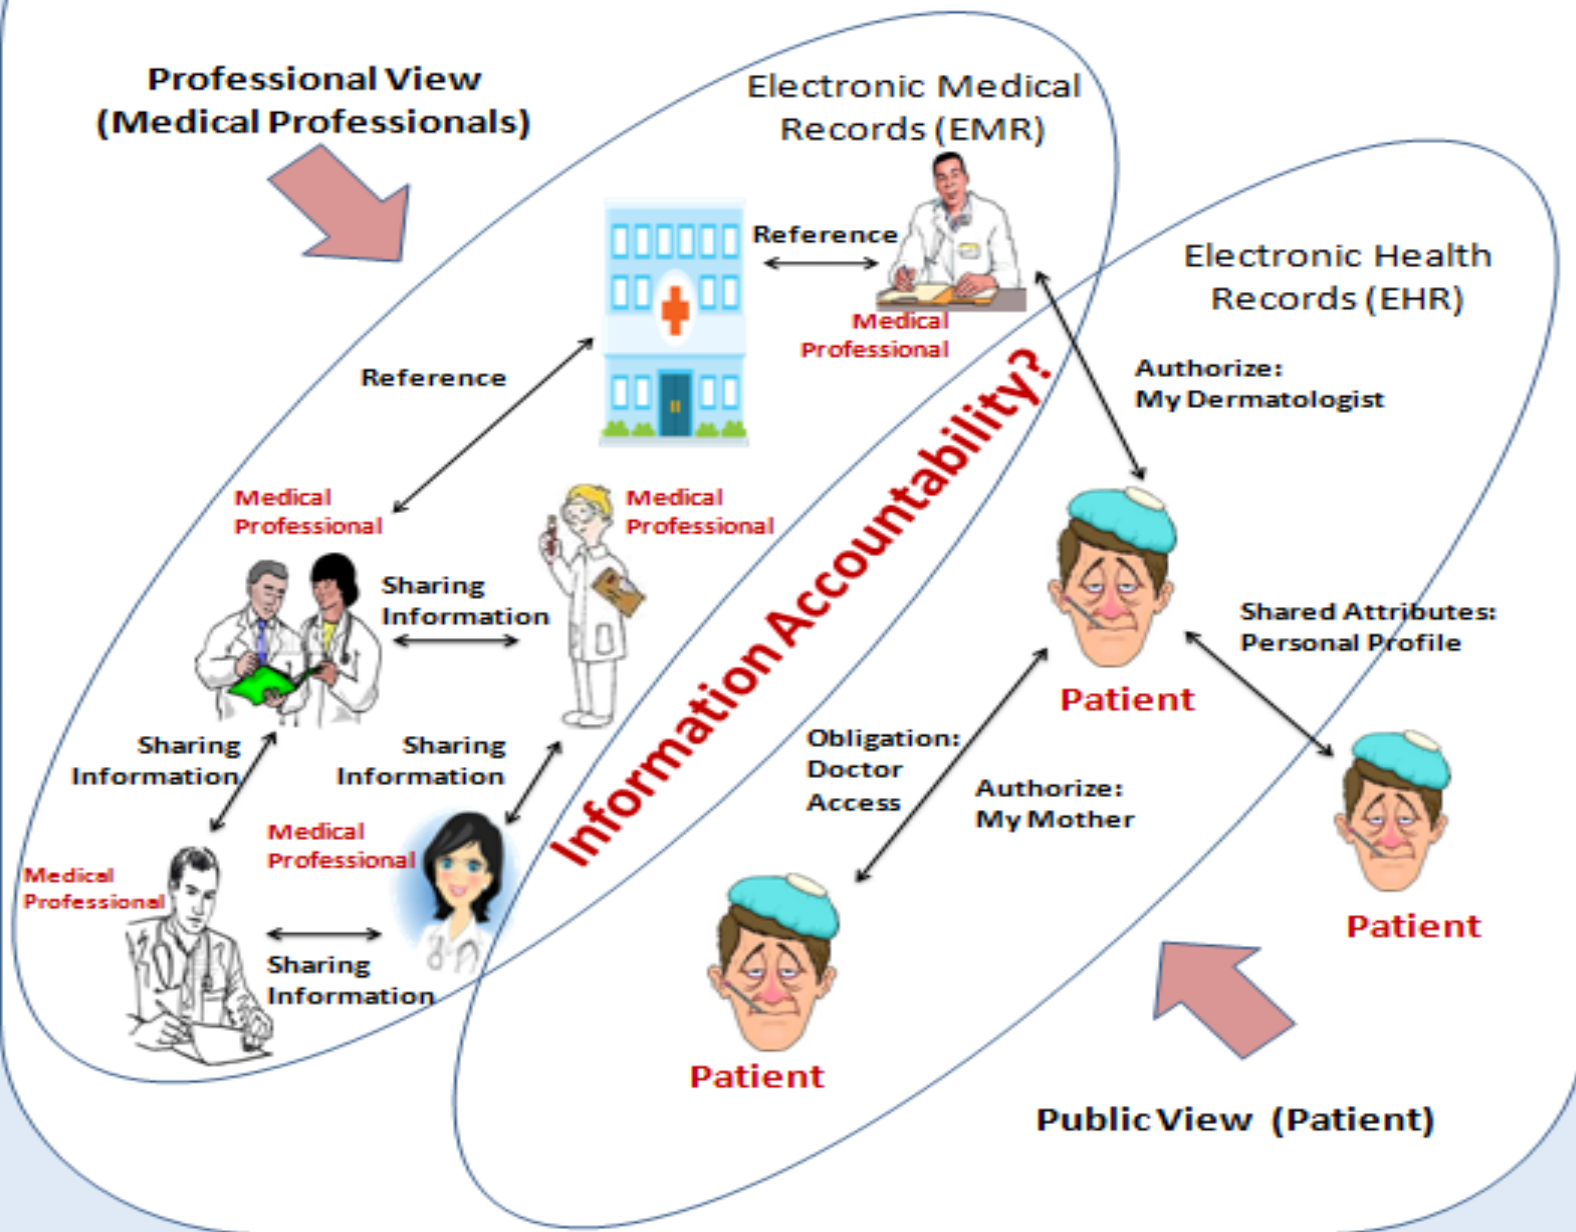 Professional View
(Medical Professionals)
Electronic Medical
Records (EMR)
Reference
Medical
Professional
Electronic Health
Records (EHR)
Reference
Authorize:
My Dermatologist
Information Accountability?
Medical
Professional
Medical
Professional
Sharing
Information
Shared Attributes:
Personal Profile
Patient
Sharing
Information
Sharing
Information
Obligation:
Doctor
Access
Authorize:
My Mother
Medical
Professional
Medical
Professional
Patient
Sharing
Information
Patient
Public View (Patient)